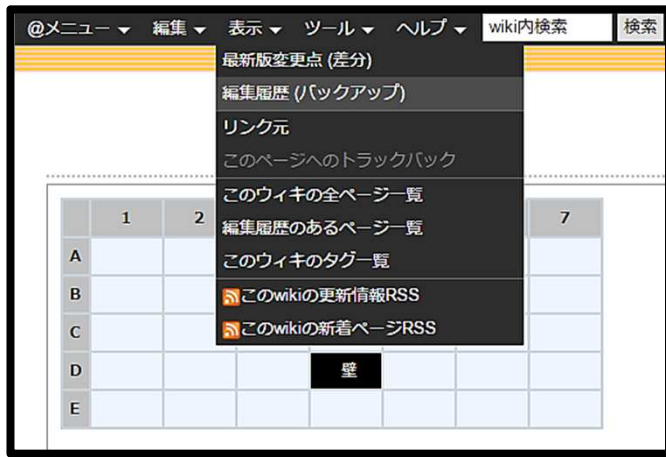 @メニュー ▼ 編集 ▼ 表示 ▼ ツール ▼ ヘルプ ▼ wiki内検索 検索
最新版変更点 (差分)
編集履歴 (バックアップ)
リンク元
このページへのトラックバック
このウィキの全ページ一覧
編集履歴のあるページ一覧
このウィキのタグ一覧
このwikiの更新情報RSS
このwikiの新着ページRSS
1 2 7
A
B
C
D 壁
E